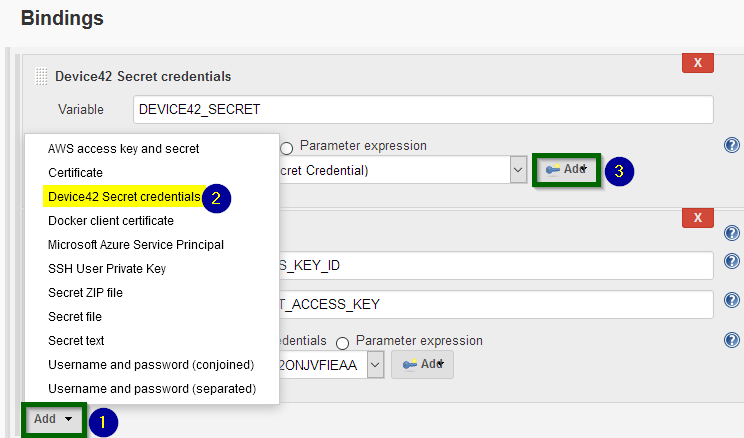 Bindings
X
Device42 Secret credentials
Variable
DEVICE42_SECRET
Parameter expression
cret Credential)
Add
3
AWS access key and secret
Certificate
Device42 Secret credentials
2
Docker client certificate
Microsoft Azure Service Principal
SSH User Private Key
Secret ZIP file
Secret file
Secret text
Username and password (conjoined)
Username and password (separated)
X
S_KEY_ID
T_ACCESS_KEY
edentials
Parameter expression
2ONJVFIEAA
Add
Add
1
?
?
?
?
?